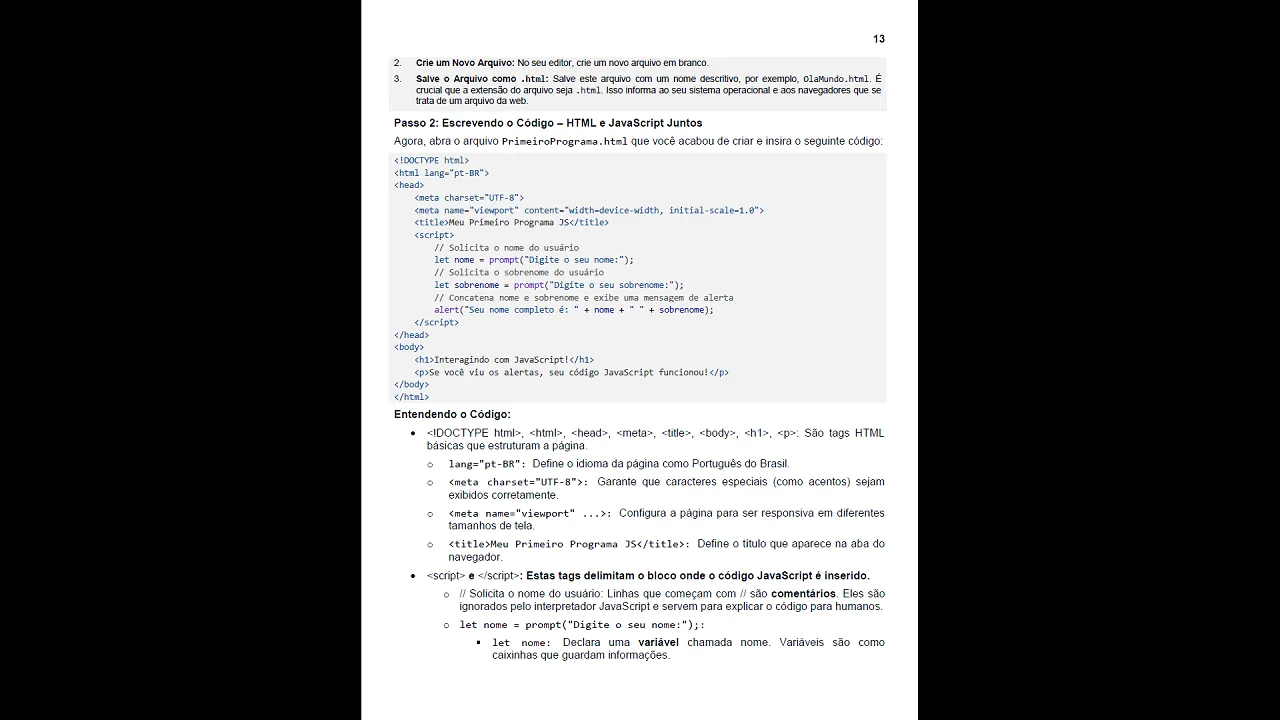 13
2. Crie um Novo Arquivo: No seu editor, crie um novo arquivo em branco.
3. Salve o Arquivo como .html: Salve este arquivo com um nome descritivo, por exemplo, OlaMundo.html. É
crucial que a extensão do arquivo seja .html. Isso informa ao seu sistema operacional e aos navegadores que se
trata de um arquivo da web.
Passo 2: Escrevendo o Código – HTML e JavaScript Juntos
Agora, abra o arquivo PrimeiroPrograma.html que você acabou de criar e insira o seguinte código:
<!DOCTYPE html>
<html lang="pt-BR">
<head>
    <meta charset="UTF-8">
    <meta name="viewport" content="width=device-width, initial-scale=1.0">
    <title>Meu Primeiro Programa JS</title>
    <script>
        // Solicita o nome do usuário
        let nome = prompt("Digite o seu nome:");
        // Solicita o sobrenome do usuário
        let sobrenome = prompt("Digite o seu sobrenome:");
        // Concatena nome e sobrenome e exibe uma mensagem de alerta
        alert("Seu nome completo é: " + nome + " " + sobrenome);
    </script>
</head>
<body>
    <h1>Interagindo com JavaScript!</h1>
    <p>Se você viu os alertas, seu código JavaScript funcionou!</p>
</body>
</html>
Entendendo o Código:
• <!DOCTYPE html>, <html>, <head>, <meta>, <title>, <body>, <h1>, <p>: São tags HTML
básicas que estruturam a página.
o lang="pt-BR": Define o idioma da página como Português do Brasil.
o <meta charset="UTF-8">: Garante que caracteres especiais (como acentos) sejam
exibidos corretamente.
o <meta name="viewport" ...>: Configura a página para ser responsiva em diferentes
tamanhos de tela.
o <title>Meu Primeiro Programa JS</title>: Define o título que aparece na aba do
navegador.
• <script> e </script>: Estas tags delimitam o bloco onde o código JavaScript é inserido.
o // Solicita o nome do usuário: Linhas que começam com // são comentários. Eles são
ignorados pelo interpretador JavaScript e servem para explicar o código para humanos.
o let nome = prompt("Digite o seu nome:");:
▪ let nome: Declara uma variável chamada nome. Variáveis são como
caixinhas que guardam informações.